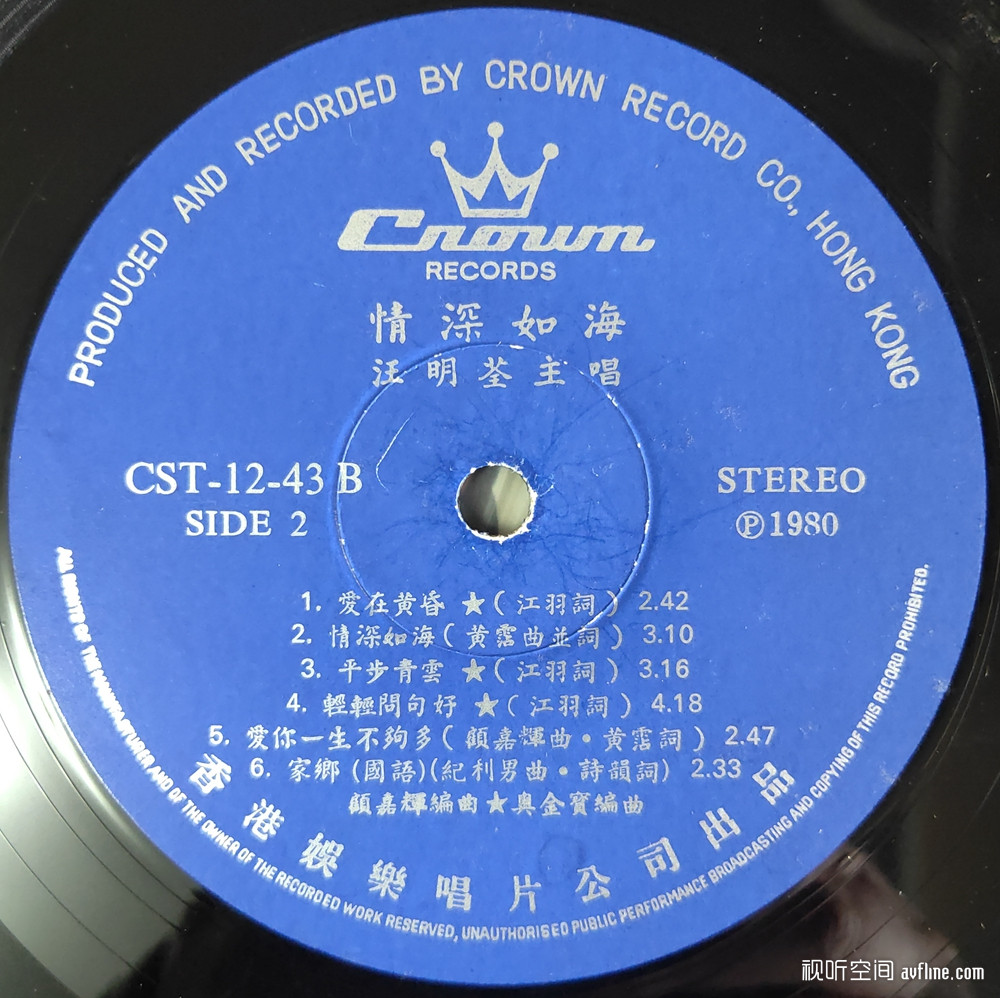 PRODUCED AND RECORDED BY CROWN RECORD CO., HONG KONG
Crown
RECORDS
情深如海
汪明荃主唱
CST-12-43 B
SIDE 2
STEREO
Ⓟ1980
1. 愛在黄昏 ★(江羽詞) 2.42
2. 情深如海(黄霑曲並詞) 3.10
3. 平步青雲 ★(江羽詞) 3.16
4. 輕輕問句好 ★(江羽詞) 4.18
5. 愛你一生不夠多(顧嘉輝曲・黄霑詞) 2.47
6. 家鄉(國語)(紀利男曲・詩韻詞) 2.33
顧嘉輝編曲★奥金寶編曲
香港娛樂唱片公司出品
ALL RIGHTS OF THE MANUFACTURER AND OF THE OWNER OF THE RECORDED WORK RESERVED, UNAUTHORISED PUBLIC PERFORMANCE BROADCASTING AND COPYING OF THIS RECORD PROHIBITED.
视听空间 avfline.com